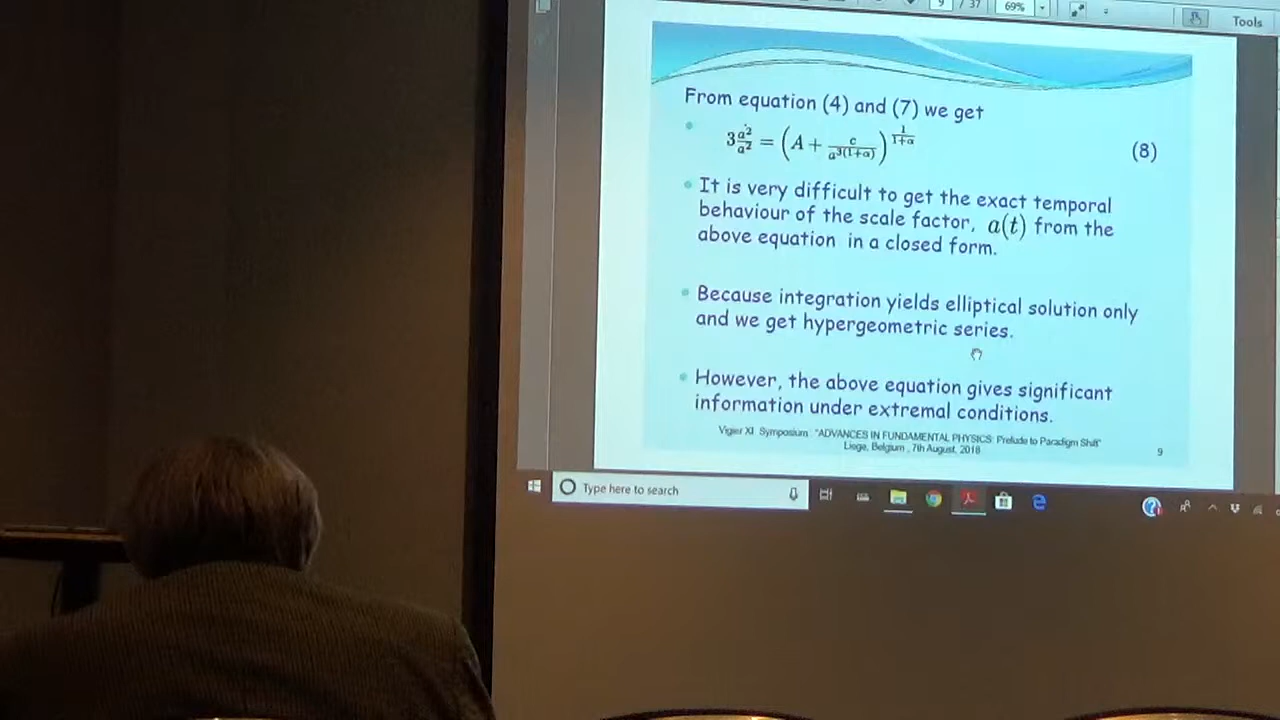 9 / 37 69% Tools
From equation (4) and (7) we get
3 ȧ²/a² = (A + c/a^3(1+α))^1/1+α (8)
It is very difficult to get the exact temporal
behaviour of the scale factor, a(t) from the
above equation in a closed form.
Because integration yields elliptical solution only
and we get hypergeometric series.
However, the above equation gives significant
information under extremal conditions.
Vigier XI Symposium "ADVANCES IN FUNDAMENTAL PHYSICS: Prelude to Paradigm Shift"
Liege, Belgium , 7th August, 2018
9
Type here to search